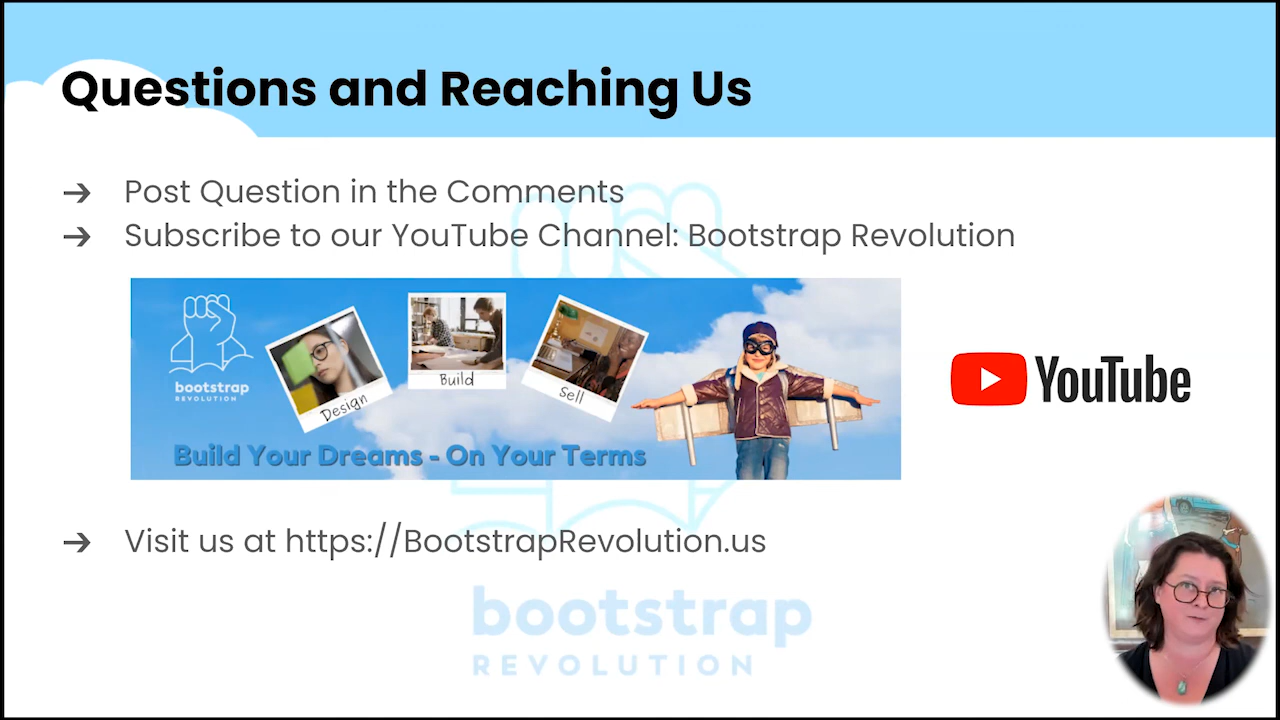 Questions and Reaching Us
➔ Post Question in the Comments
➔ Subscribe to our YouTube Channel: Bootstrap Revolution
bootstrap
REVOLUTION
Design
Build
Sell
Build Your Dreams - On Your Terms
YouTube
➔ Visit us at https://BootstrapRevolution.us
bootstrap
REVOLUTION